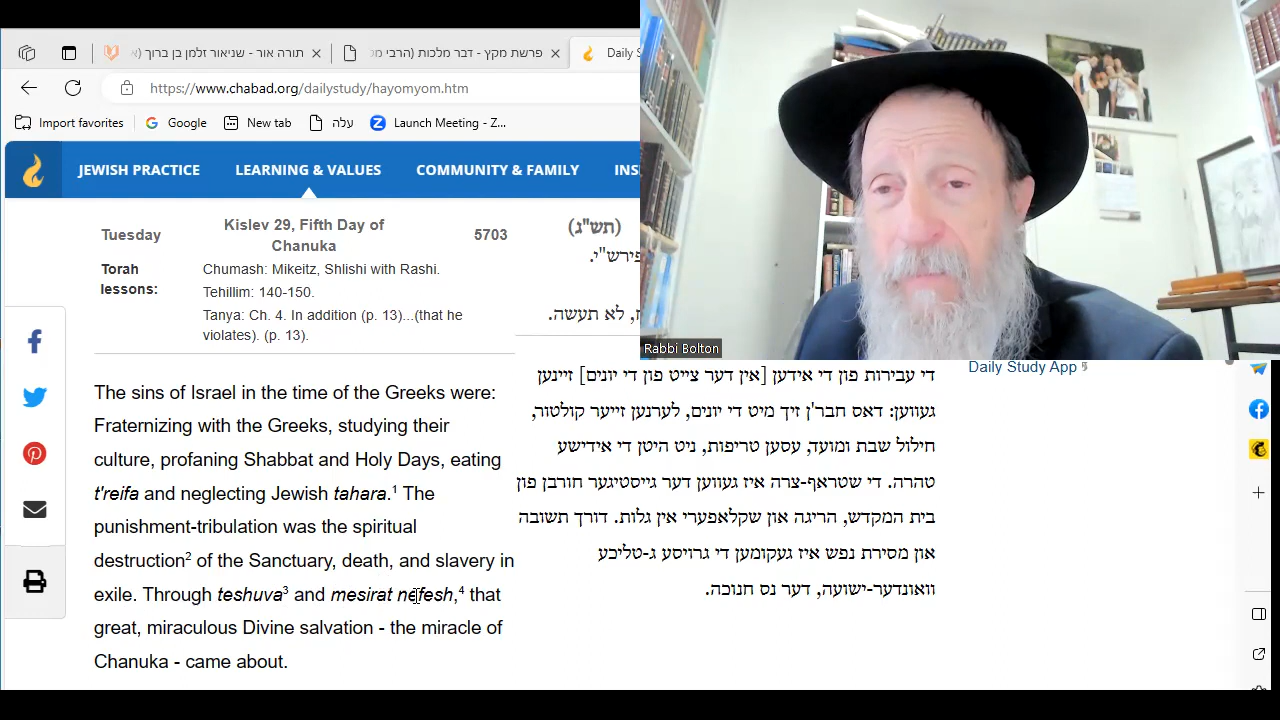 תורה אור - שניאור זלמן בן ברוך (א
פרשת מקץ - דבר מלכות (הרבי מל
Daily S
https://www.chabad.org/dailystudy/hayomyom.htm
Import favorites
Google
New tab
עלה
Launch Meeting - Z...
JEWISH PRACTICE
LEARNING & VALUES
COMMUNITY & FAMILY
INS
Tuesday
Kislev 29, Fifth Day of
Chanuka
5703
Torah
lessons:
Chumash: Mikeitz, Shlishi with Rashi.
Tehillim: 140-150.
Tanya: Ch. 4. In addition (p. 13)...(that he
violates). (p. 13).
The sins of Israel in the time of the Greeks were:
Fraternizing with the Greeks, studying their
culture, profaning Shabbat and Holy Days, eating
t'reifa and neglecting Jewish tahara.1 The
punishment-tribulation was the spiritual
destruction2 of the Sanctuary, death, and slavery in
exile. Through teshuva3 and mesirat nefesh,4 that
great, miraculous Divine salvation - the miracle of
Chanuka - came about.
(תש"ג)
פירש"י.
ח, לא תעשה.
די עבירות פון די אידען [אין דער צייט פון די יונים] זיינען
געווען: דאס חבר'ן זיך מיט די יונים, לערנען זייער קולטור,
חילול שבת ומועד, עסען טריפות, ניט היטן די אידישע
טהרה. די שטראף-צרה איז געווען דער גייסטיגער חורבן פון
בית המקדש, הריגה און שקלאפערי אין גלות. דורך תשובה
און מסירת נפש איז געקומען די גרויסע ג-טליכע
וואונדער-ישועה, דער נס חנוכה.
Rabbi Bolton
Daily Study App